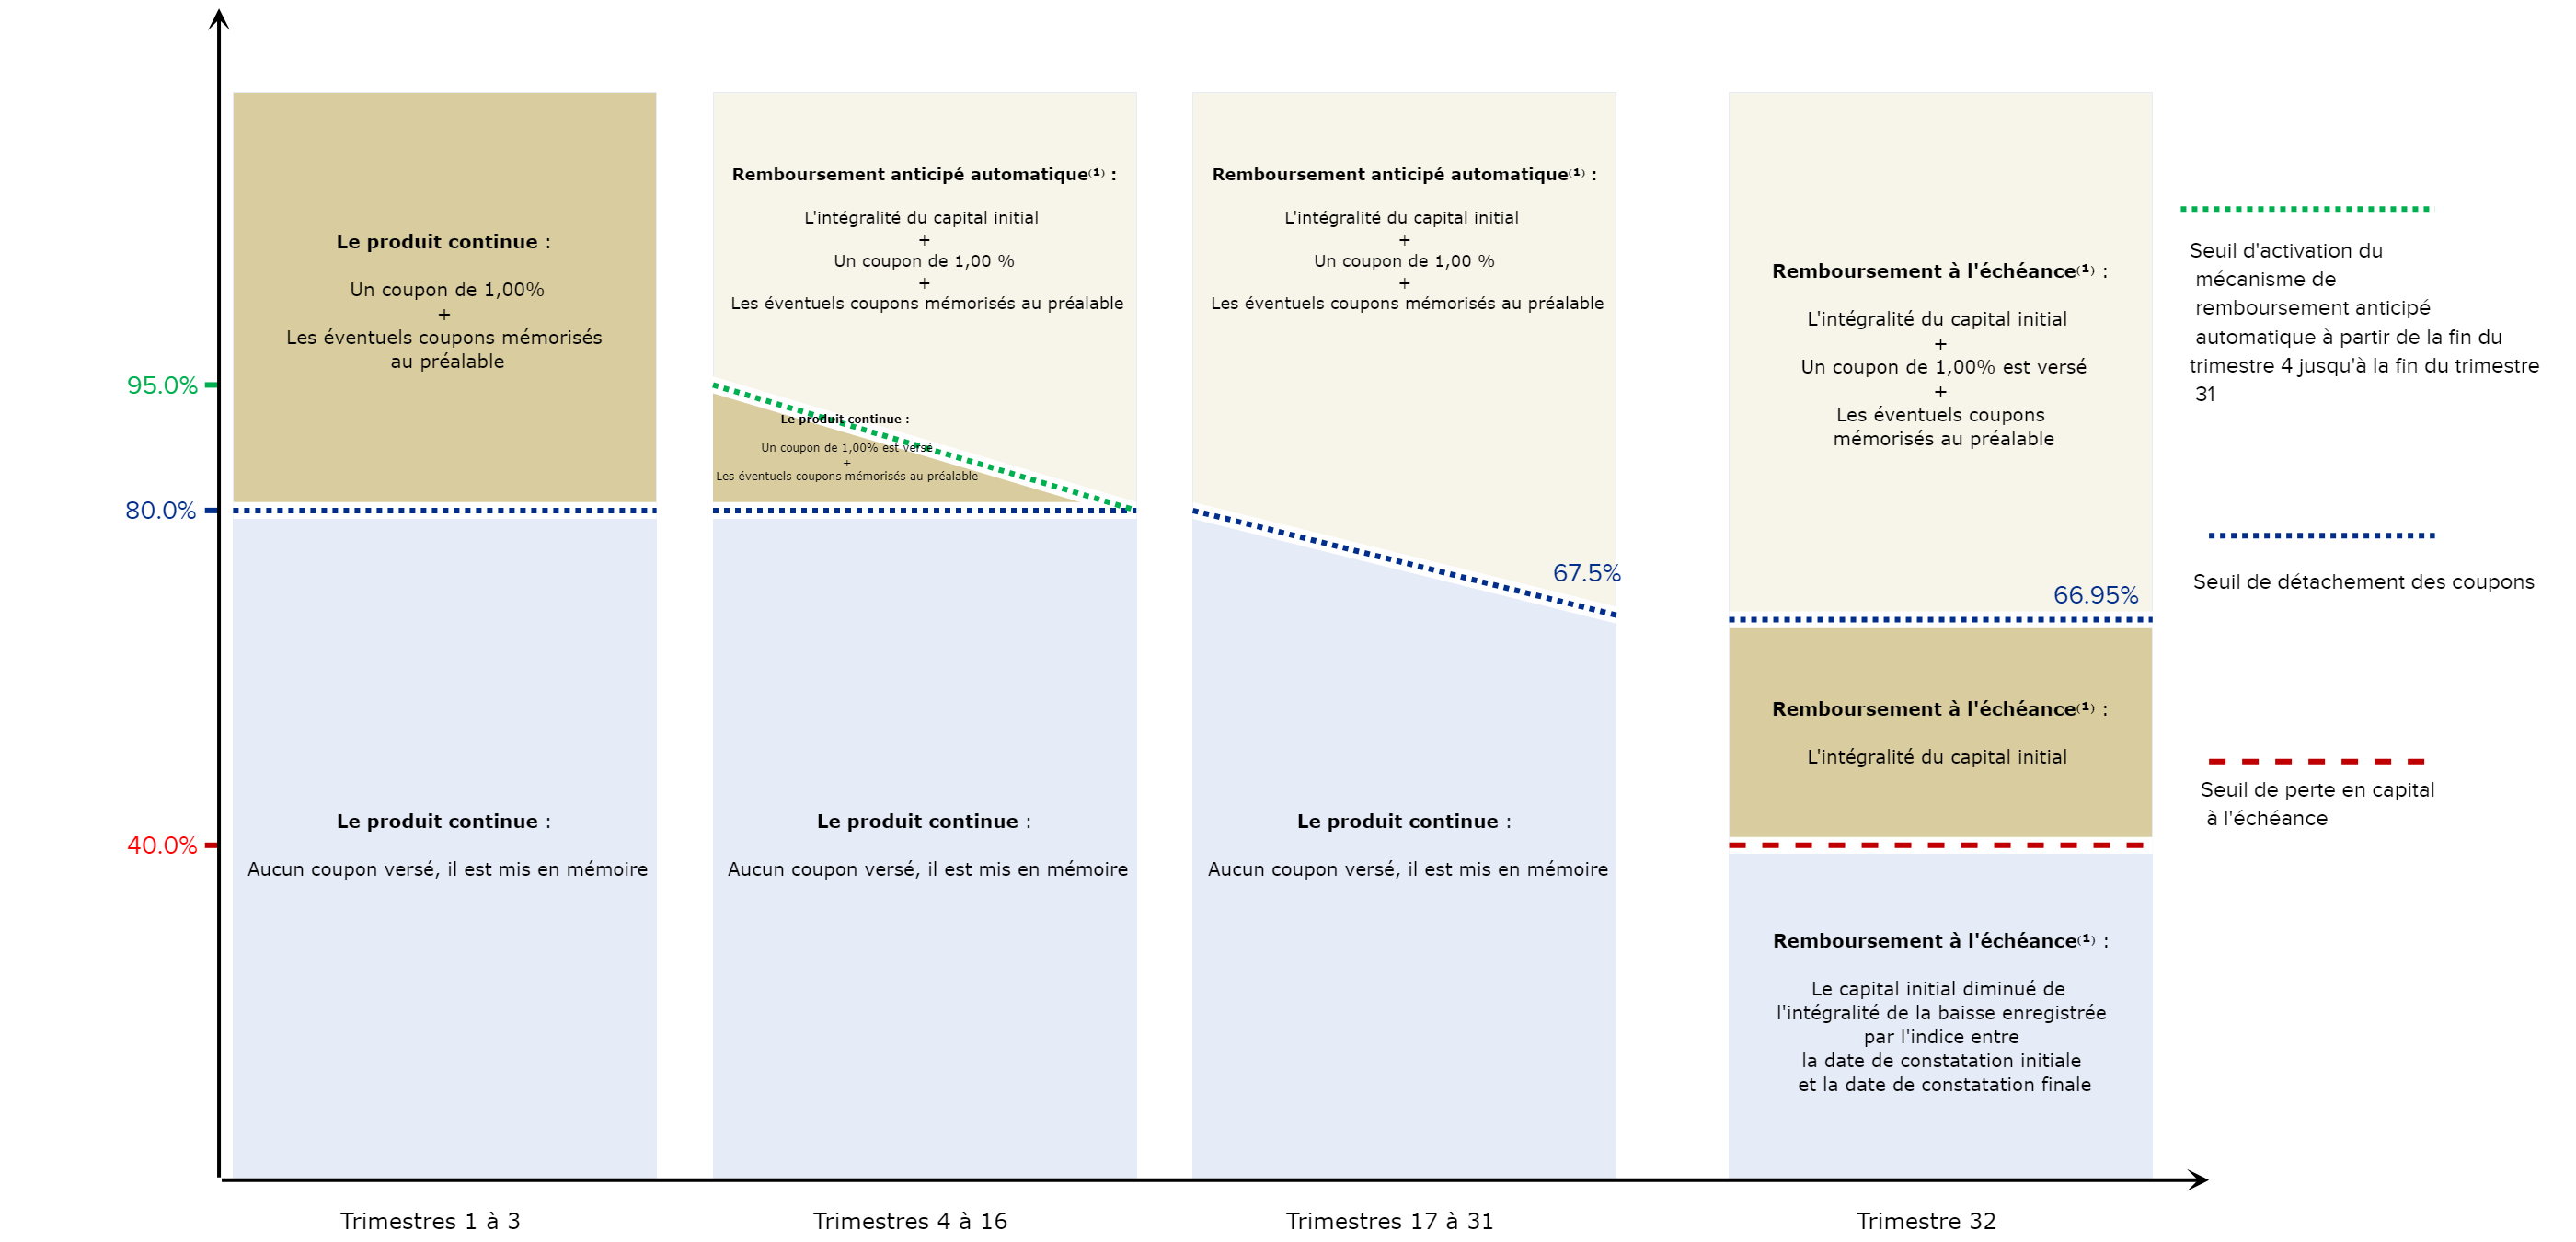 95.0%
80.0%
40.0%
Le produit continue :
Un coupon de 1,00%
+
Les éventuels coupons mémorisés
au préalable
Le produit continue :
Aucun coupon versé, il est mis en mémoire
Trimestres 1 à 3
Remboursement anticipé automatique⁽¹⁾ :
L'intégralité du capital initial
+
Un coupon de 1,00 %
+
Les éventuels coupons mémorisés au préalable
Le produit continue :
Un coupon de 1,00% est versé
+
Les éventuels coupons mémorisés au préalable
Le produit continue :
Aucun coupon versé, il est mis en mémoire
Trimestres 4 à 16
Remboursement anticipé automatique⁽¹⁾ :
L'intégralité du capital initial
+
Un coupon de 1,00 %
+
Les éventuels coupons mémorisés au préalable
67.5%
Le produit continue :
Aucun coupon versé, il est mis en mémoire
Trimestres 17 à 31
Remboursement à l'échéance⁽¹⁾ :
L'intégralité du capital initial
+
Un coupon de 1,00% est versé
+
Les éventuels coupons
mémorisés au préalable
66.95%
Remboursement à l'échéance⁽¹⁾ :
L'intégralité du capital initial
Remboursement à l'échéance⁽¹⁾ :
Le capital initial diminué de
l'intégralité de la baisse enregistrée
par l'indice entre
la date de constatation initiale
et la date de constatation finale
Trimestre 32
Seuil d'activation du
mécanisme de
remboursement anticipé
automatique à partir de la fin du
trimestre 4 jusqu'à la fin du trimestre
31
Seuil de détachement des coupons
Seuil de perte en capital
à l'échéance